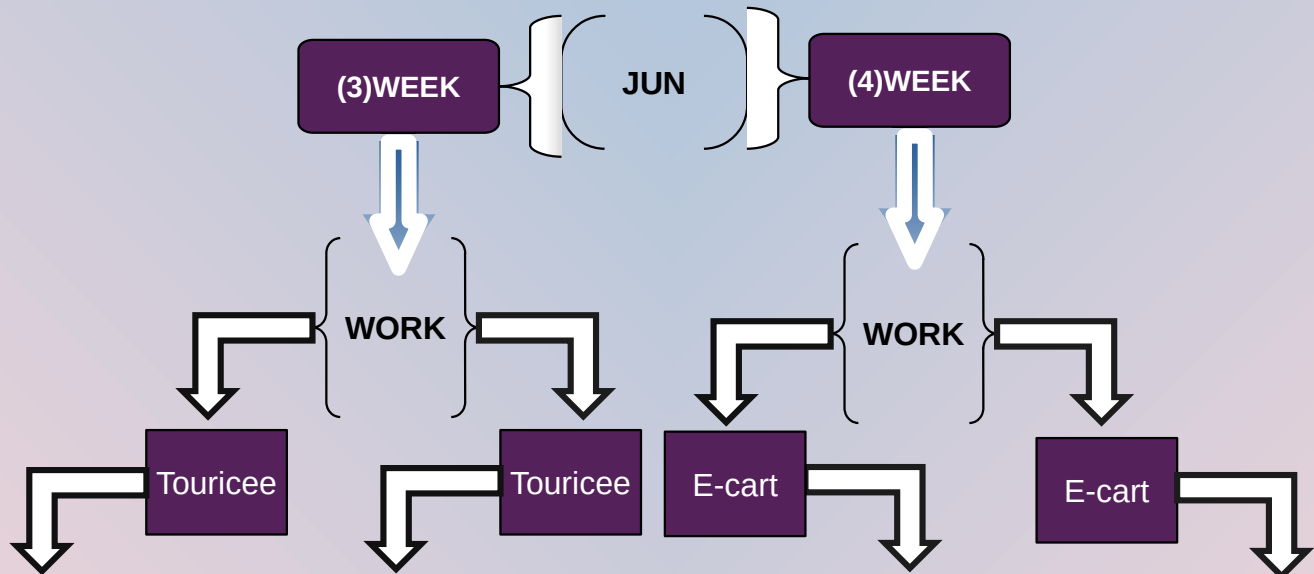 (3)WEEK
JUN
(4)WEEK
WORK
WORK
Touricee
Touricee
E-cart
E-cart